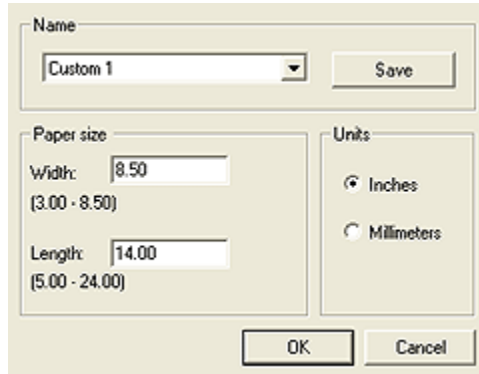 Name
Custom 1
Save
Paper size
Width: 8.50
(3.00 - 8.50)
Length: 14.00
(5.00 - 24.00)
Units
Inches
Millimeters
OK
Cancel